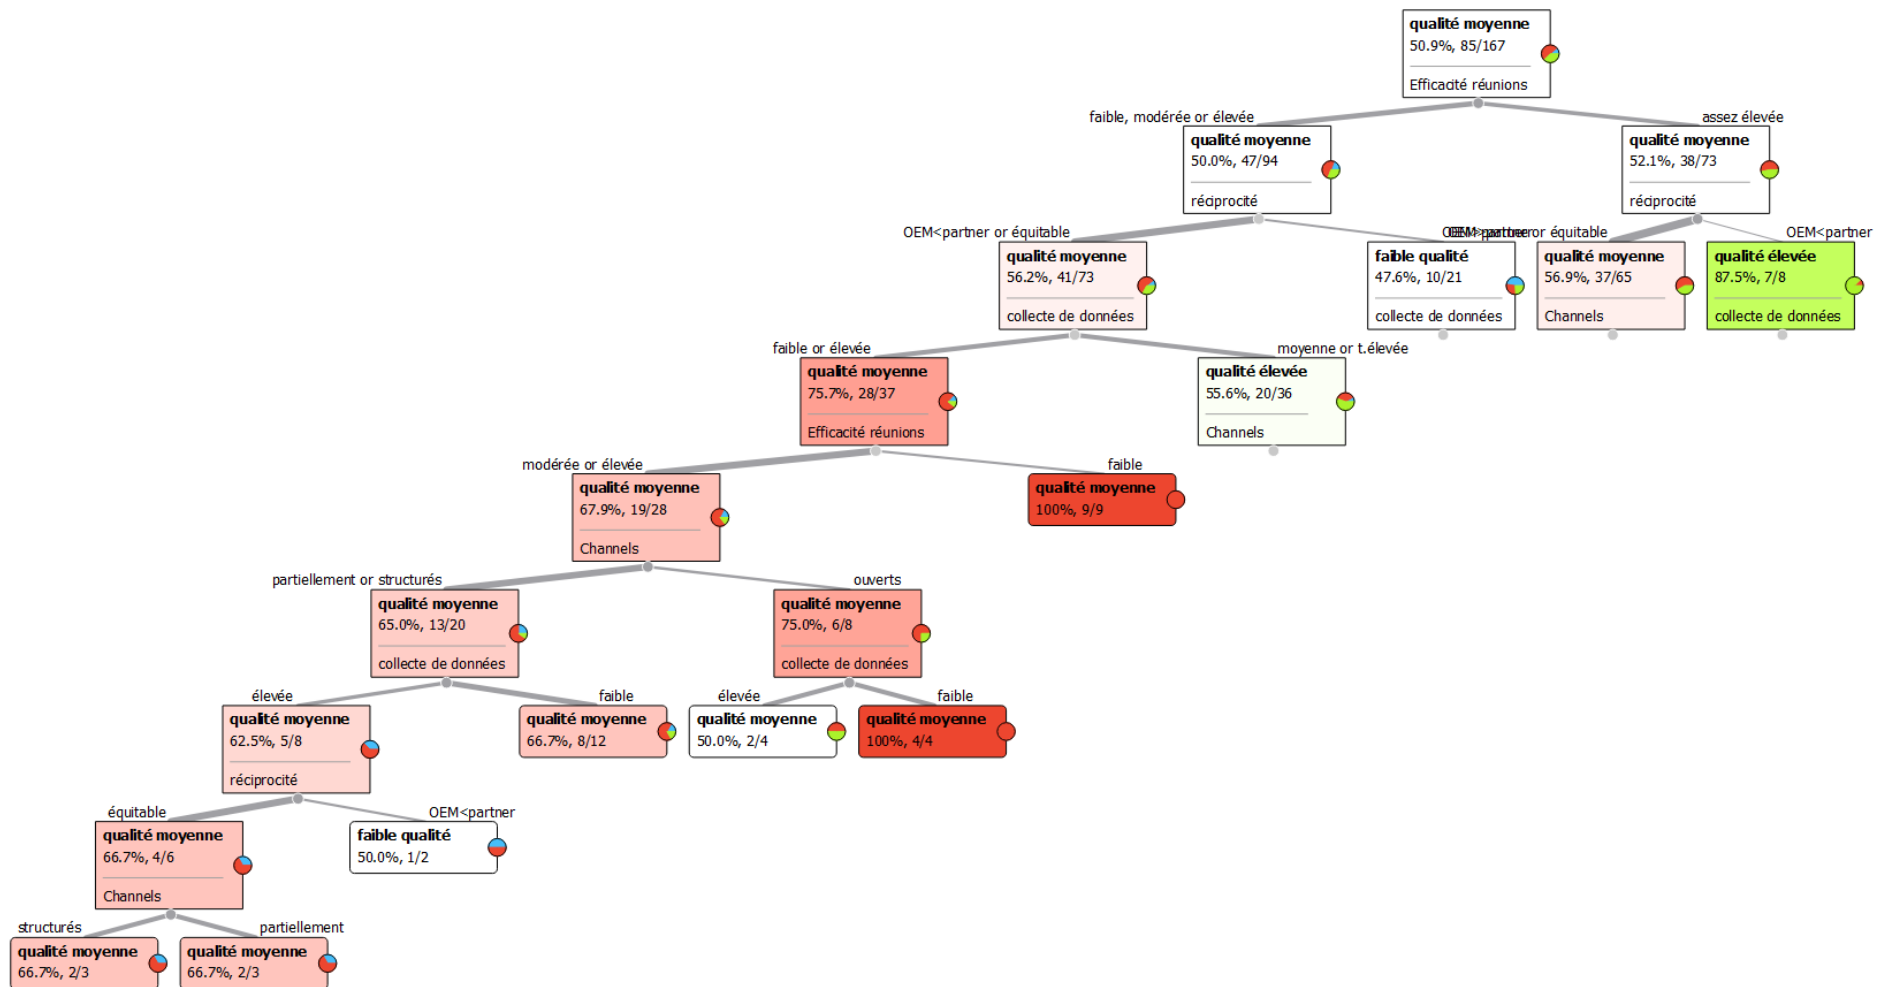 qualité moyenne
50.9%, 85/167
Efficacité réunions
faible, modérée or élevée
assez élevée
qualité moyenne
50.0%, 47/94
réciprocité
qualité moyenne
52.1%, 38/73
réciprocité
OEM<partner or équitable
or équitable
OEM<partner
qualité moyenne
56.2%, 41/73
collecte de données
faible qualité
47.6%, 10/21
collecte de données
qualité moyenne
56.9%, 37/65
Channels
qualité élevée
87.5%, 7/8
collecte de données
faible or élevée
moyenne or t.élevée
qualité moyenne
75.7%, 28/37
Efficacité réunions
qualité élevée
55.6%, 20/36
Channels
modérée or élevée
faible
qualité moyenne
67.9%, 19/28
Channels
qualité moyenne
100%, 9/9
partiellement or structurés
ouverts
qualité moyenne
65.0%, 13/20
collecte de données
qualité moyenne
75.0%, 6/8
collecte de données
élevée
faible
élevée
faible
qualité moyenne
62.5%, 5/8
réciprocité
qualité moyenne
66.7%, 8/12
qualité moyenne
50.0%, 2/4
qualité moyenne
100%, 4/4
équitable
OEM<partner
qualité moyenne
66.7%, 4/6
Channels
faible qualité
50.0%, 1/2
structurés
partiellement
qualité moyenne
66.7%, 2/3
qualité moyenne
66.7%, 2/3